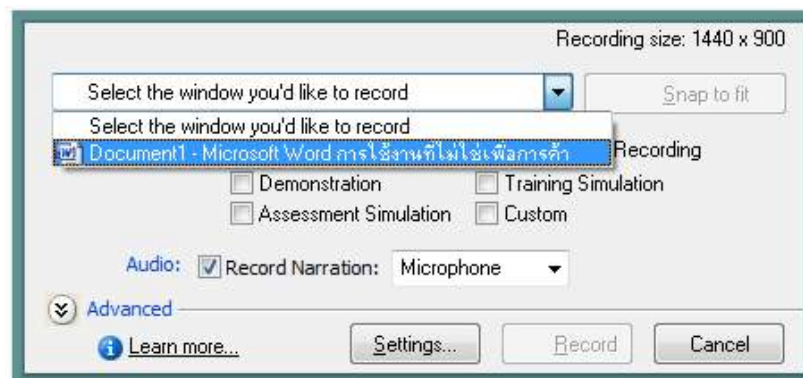 Recording size: 1440 x 900
Select the window you'd like to record
Snap to fit
Select the window you'd like to record
Document1 - Microsoft Word การใช้งานที่ไม่ใช่เพื่อการค้า
Recording
Demonstration
Training Simulation
Assessment Simulation
Custom
Audio:
Record Narration:
Microphone
Advanced
Learn more...
Settings...
Record
Cancel